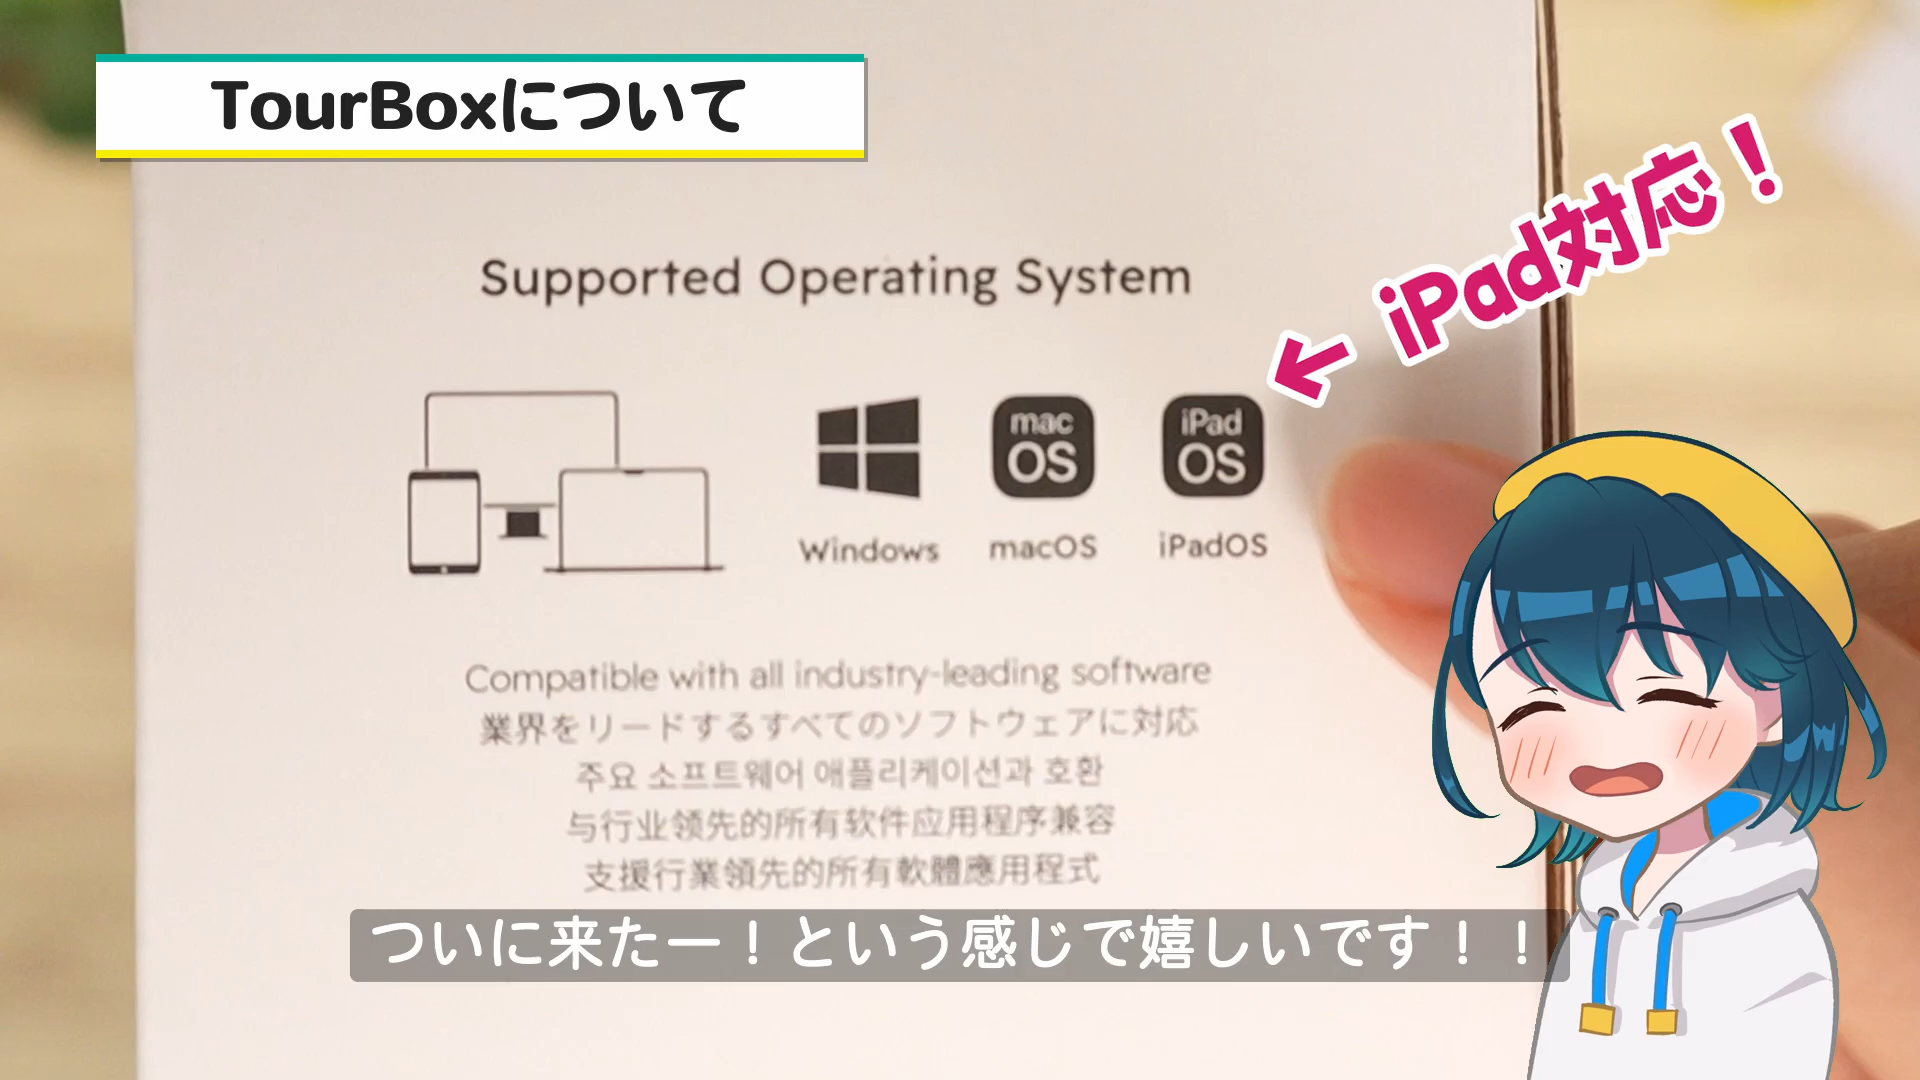 TourBoxについて
iPad対応！
←
Supported Operating System
mac
OS
iPad
OS
Windows
macOS
iPadOS
Compatible with all industry-leading software
業界をリードするすべてのソフトウェアに対応
주요 소프트웨어 애플리케이션과 호환
与行业领先的所有软件应用程序兼容
支援行業領先的所有軟體應用程式
ついに来たー！という感じで嬉しいです！！